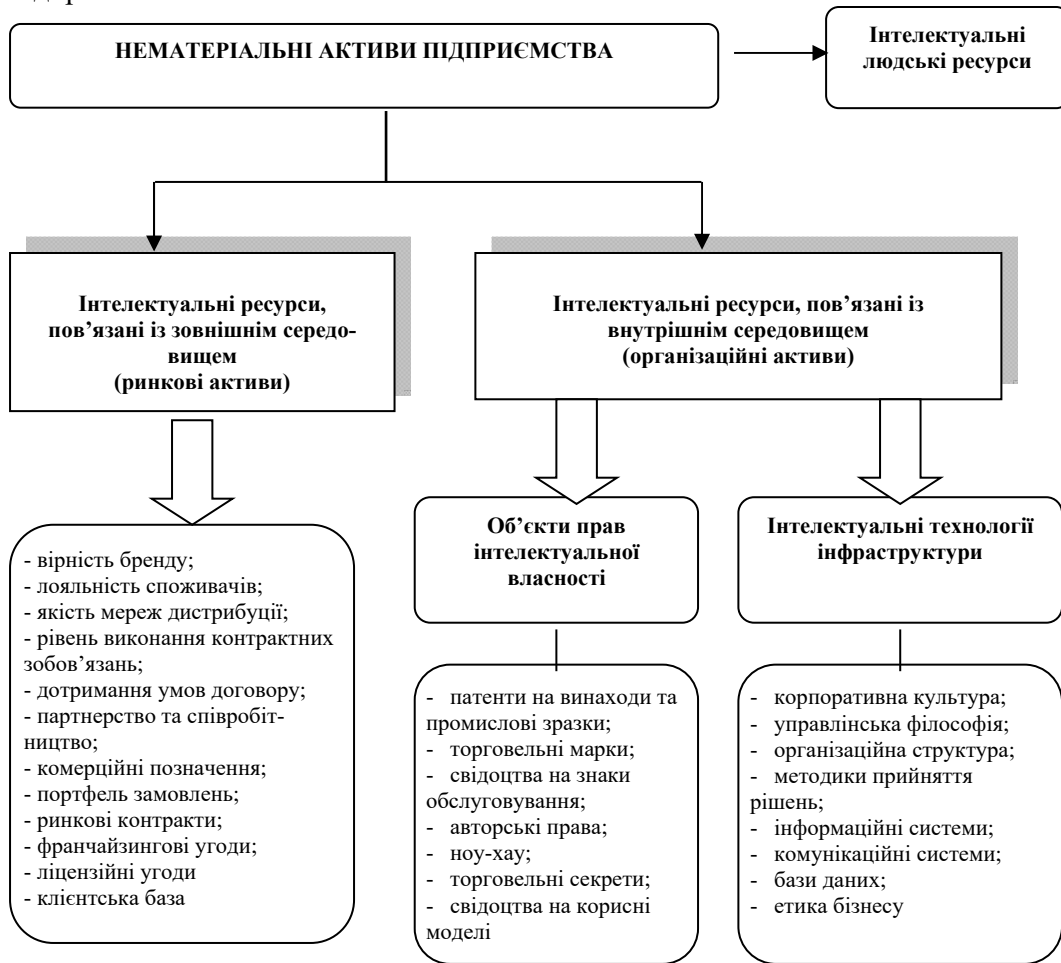 НЕМАТЕРІАЛЬНІ АКТИВИ ПІДПРИЄМСТВА
Інтелектуальні
людські ресурси
Інтелектуальні ресурси,
пов’язані із зовнішнім середо-
вищем
(ринкові активи)
Інтелектуальні ресурси, пов’язані із
внутрішнім середовищем
(організаційні активи)
- вірність бренду;
- лояльність споживачів;
- якість мереж дистрибуції;
- рівень виконання контрактних
зобов’язань;
- дотримання умов договору;
- партнерство та співробіт-
ництво;
- комерційні позначення;
- портфель замовлень;
- ринкові контракти;
- франчайзингові угоди;
- ліцензійні угоди
- клієнтська база
Об’єкти прав
інтелектуальної
власності
- патенти на винаходи та
промислові зразки;
- торговельні марки;
- свідоцтва на знаки
обслуговування;
- авторські права;
- ноу-хау;
- торговельні секрети;
- свідоцтва на корисні
моделі
Інтелектуальні технології
інфраструктури
- корпоративна культура;
- управлінська філософія;
- організаційна структура;
- методики прийняття
рішень;
- інформаційні системи;
- комунікаційні системи;
- бази даних;
- етика бізнесу